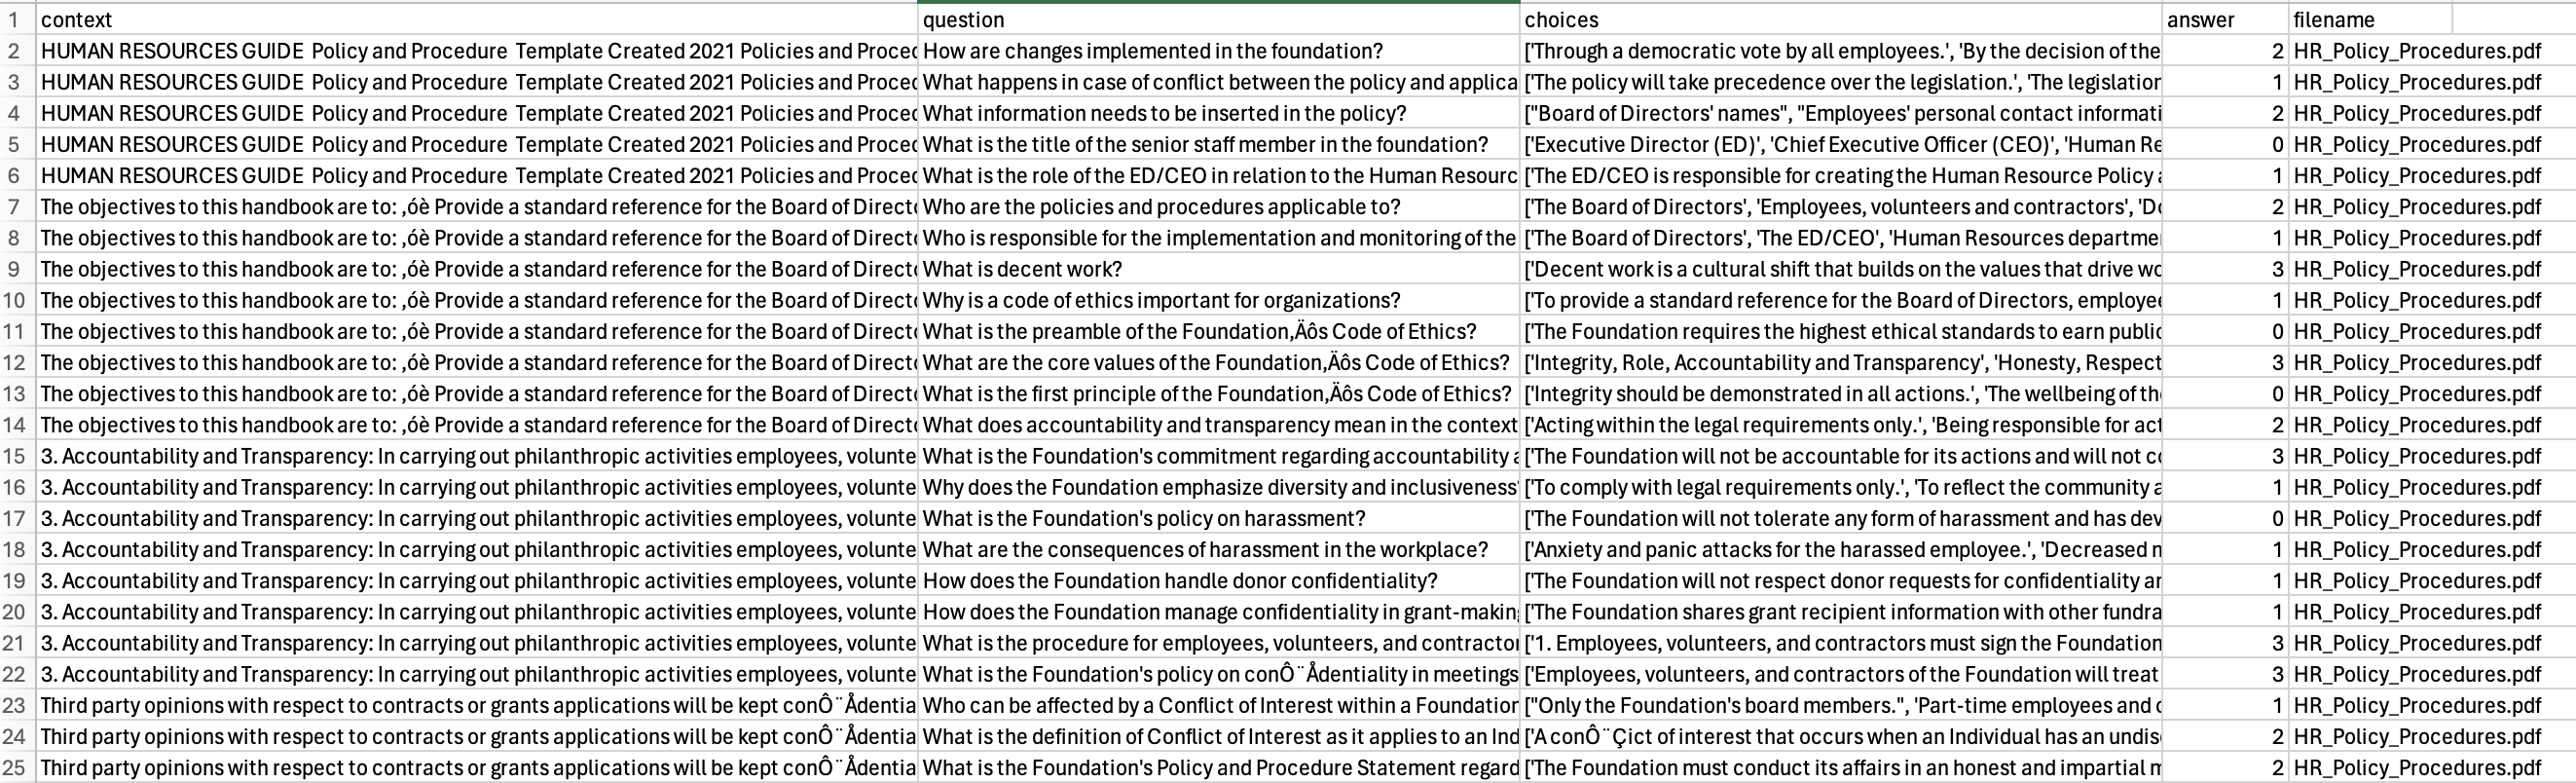 1 context question choices answer filename
2 HUMAN RESOURCES GUIDE Policy and Procedure Template Created 2021 Policies and Proced How are changes implemented in the foundation? ['Through a democratic vote by all employees.', 'By the decision of the 2 HR_Policy_Procedures.pdf
3 HUMAN RESOURCES GUIDE Policy and Procedure Template Created 2021 Policies and Proced What happens in case of conflict between the policy and applica ['The policy will take precedence over the legislation.', 'The legislation 1 HR_Policy_Procedures.pdf
4 HUMAN RESOURCES GUIDE Policy and Procedure Template Created 2021 Policies and Proced What information needs to be inserted in the policy? ["Board of Directors' names", "Employees' personal contact informati 2 HR_Policy_Procedures.pdf
5 HUMAN RESOURCES GUIDE Policy and Procedure Template Created 2021 Policies and Proced What is the title of the senior staff member in the foundation? ['Executive Director (ED)', 'Chief Executive Officer (CEO)', 'Human Re 0 HR_Policy_Procedures.pdf
6 HUMAN RESOURCES GUIDE Policy and Procedure Template Created 2021 Policies and Proced What is the role of the ED/CEO in relation to the Human Resourc ['The ED/CEO is responsible for creating the Human Resource Policy a 1 HR_Policy_Procedures.pdf
7 The objectives to this handbook are to: ‚óè Provide a standard reference for the Board of Directo Who are the policies and procedures applicable to? ['The Board of Directors', 'Employees, volunteers and contractors', 'Do 2 HR_Policy_Procedures.pdf
8 The objectives to this handbook are to: ‚óè Provide a standard reference for the Board of Directo Who is responsible for the implementation and monitoring of the ['The Board of Directors', 'The ED/CEO', 'Human Resources departmen 1 HR_Policy_Procedures.pdf
9 The objectives to this handbook are to: ‚óè Provide a standard reference for the Board of Directo What is decent work? ['Decent work is a cultural shift that builds on the values that drive wo 3 HR_Policy_Procedures.pdf
10 The objectives to this handbook are to: ‚óè Provide a standard reference for the Board of Directo Why is a code of ethics important for organizations? ['To provide a standard reference for the Board of Directors, employee 1 HR_Policy_Procedures.pdf
11 The objectives to this handbook are to: ‚óè Provide a standard reference for the Board of Directo What is the preamble of the Foundation‚Äôs Code of Ethics? ['The Foundation requires the highest ethical standards to earn public 0 HR_Policy_Procedures.pdf
12 The objectives to this handbook are to: ‚óè Provide a standard reference for the Board of Directo What are the core values of the Foundation‚Äôs Code of Ethics? ['Integrity, Role, Accountability and Transparency', 'Honesty, Respect 3 HR_Policy_Procedures.pdf
13 The objectives to this handbook are to: ‚óè Provide a standard reference for the Board of Directo What is the first principle of the Foundation‚Äôs Code of Ethics? ['Integrity should be demonstrated in all actions.', 'The wellbeing of th 0 HR_Policy_Procedures.pdf
14 The objectives to this handbook are to: ‚óè Provide a standard reference for the Board of Directo What does accountability and transparency mean in the context ['Acting within the legal requirements only.', 'Being responsible for act 2 HR_Policy_Procedures.pdf
15 3. Accountability and Transparency: In carrying out philanthropic activities employees, volunte What is the Foundation's commitment regarding accountability a ['The Foundation will not be accountable for its actions and will not co 3 HR_Policy_Procedures.pdf
16 3. Accountability and Transparency: In carrying out philanthropic activities employees, volunte Why does the Foundation emphasize diversity and inclusiveness? ['To comply with legal requirements only.', 'To reflect the community a 1 HR_Policy_Procedures.pdf
17 3. Accountability and Transparency: In carrying out philanthropic activities employees, volunte What is the Foundation's policy on harassment? ['The Foundation will not tolerate any form of harassment and has dev 0 HR_Policy_Procedures.pdf
18 3. Accountability and Transparency: In carrying out philanthropic activities employees, volunte What are the consequences of harassment in the workplace? ['Anxiety and panic attacks for the harassed employee.', 'Decreased m 1 HR_Policy_Procedures.pdf
19 3. Accountability and Transparency: In carrying out philanthropic activities employees, volunte How does the Foundation handle donor confidentiality? ['The Foundation will not respect donor requests for confidentiality an 1 HR_Policy_Procedures.pdf
20 3. Accountability and Transparency: In carrying out philanthropic activities employees, volunte How does the Foundation manage confidentiality in grant-making ['The Foundation shares grant recipient information with other fundra 1 HR_Policy_Procedures.pdf
21 3. Accountability and Transparency: In carrying out philanthropic activities employees, volunte What is the procedure for employees, volunteers, and contractor ['1. Employees, volunteers, and contractors must sign the Foundation 3 HR_Policy_Procedures.pdf
22 3. Accountability and Transparency: In carrying out philanthropic activities employees, volunte What is the Foundation's policy on conÔ¨Ådentiality in meetings ['Employees, volunteers, and contractors of the Foundation will treat 3 HR_Policy_Procedures.pdf
23 Third party opinions with respect to contracts or grants applications will be kept conÔ¨Ådentia Who can be affected by a Conflict of Interest within a Foundation ["Only the Foundation's board members.", 'Part-time employees and c 1 HR_Policy_Procedures.pdf
24 Third party opinions with respect to contracts or grants applications will be kept conÔ¨Ådentia What is the definition of Conflict of Interest as it applies to an Ind ['A conÔ¨Çict of interest that occurs when an Individual has an undis 2 HR_Policy_Procedures.pdf
25 Third party opinions with respect to contracts or grants applications will be kept conÔ¨Ådentia What is the Foundation's Policy and Procedure Statement regard ['The Foundation must conduct its affairs in an honest and impartial m 2 HR_Policy_Procedures.pdf